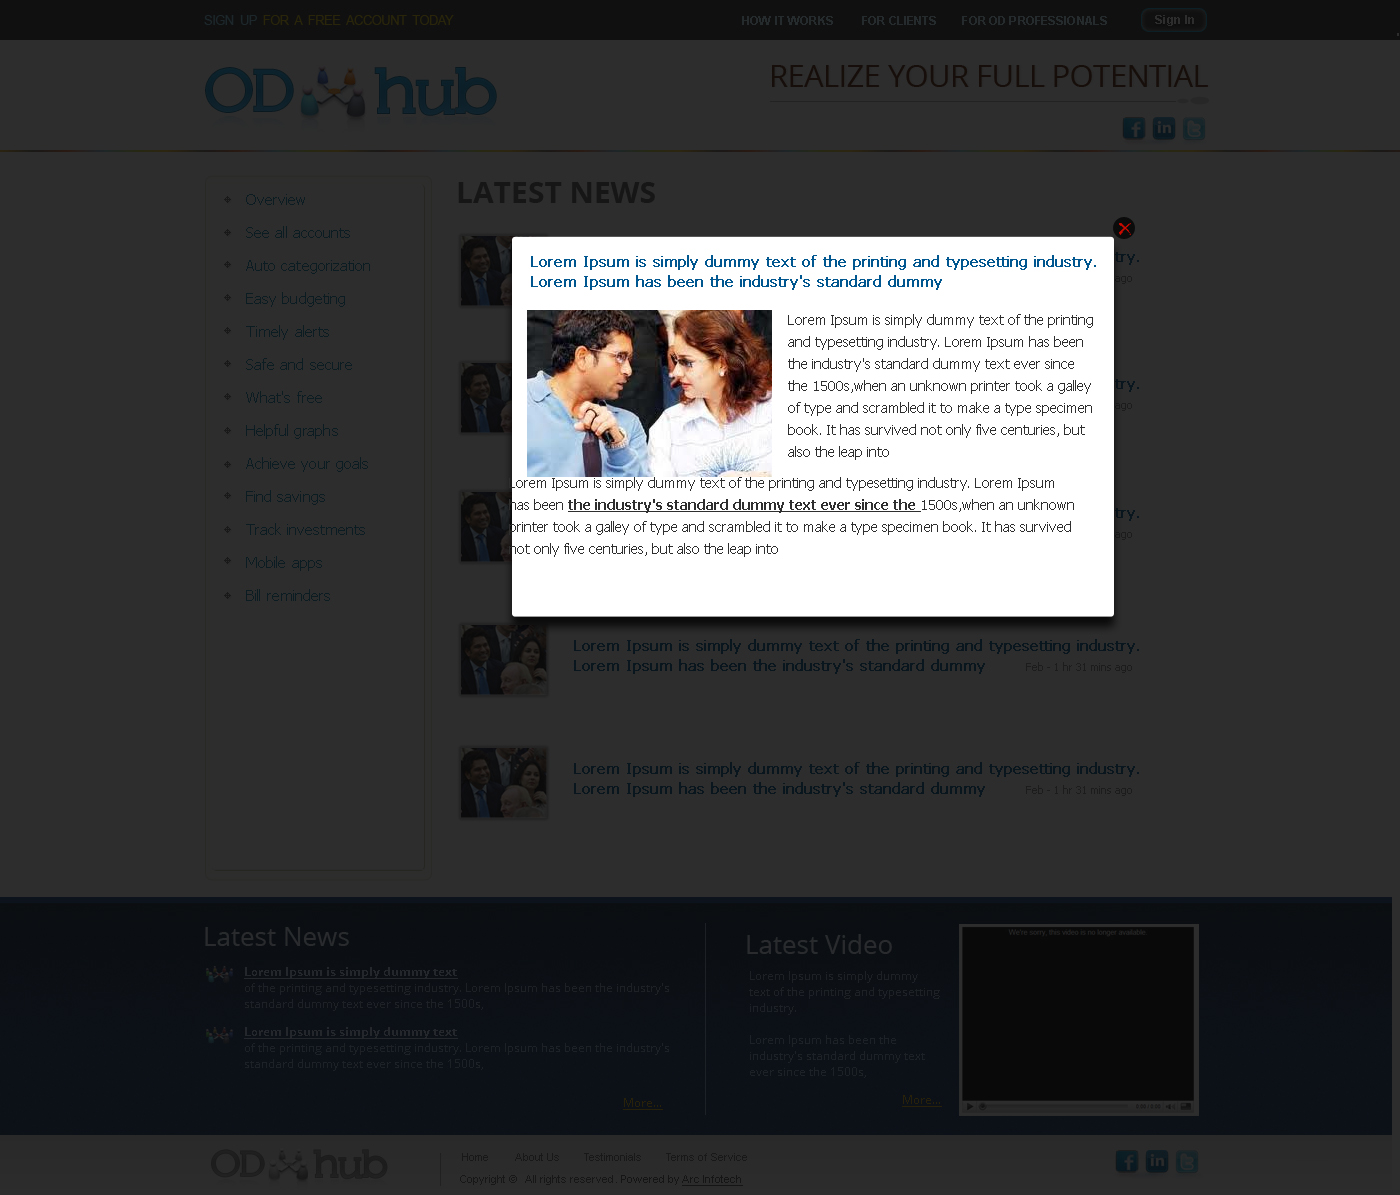 SIGN UP FOR A FREE ACCOUNT TODAY
HOW IT WORKS
FOR CLIENTS
FOR OD PROFESSIONALS
Sign In
OD hub
REALIZE YOUR FULL POTENTIAL
Overview
See all accounts
Auto categorization
Easy budgeting
Timely alerts
Safe and secure
What's free
Helpful graphs
Achieve your goals
Find savings
Track investments
Mobile apps
Bill reminders
LATEST NEWS
try.
ago
try.
ago
try.
ago
Lorem Ipsum is simply dummy text of the printing and typesetting industry.
Lorem Ipsum has been the industry's standard dummy
Lorem Ipsum is simply dummy text of the printing
and typesetting industry. Lorem Ipsum has been
the industry's standard dummy text ever since
the 1500s,when an unknown printer took a galley
of type and scrambled it to make a type specimen
book. It has survived not only five centuries, but
also the leap into
Lorem Ipsum is simply dummy text of the printing and typesetting industry. Lorem Ipsum
has been the industry's standard dummy text ever since the 1500s,when an unknown
printer took a galley of type and scrambled it to make a type specimen book. It has survived
not only five centuries, but also the leap into
Lorem Ipsum is simply dummy text of the printing and typesetting industry.
Lorem Ipsum has been the industry's standard dummy
Feb - 1 hr 31 mins ago
Lorem Ipsum is simply dummy text of the printing and typesetting industry.
Lorem Ipsum has been the industry's standard dummy
Feb - 1 hr 31 mins ago
Latest News
Lorem Ipsum is simply dummy text
of the printing and typesetting industry. Lorem Ipsum has been the industry's
standard dummy text ever since the 1500s,
Lorem Ipsum is simply dummy text
of the printing and typesetting industry. Lorem Ipsum has been the industry's
standard dummy text ever since the 1500s,
More...
Latest Video
Lorem Ipsum is simply dummy
text of the printing and typesetting
industry.
Lorem Ipsum has been the
industry's standard dummy text
ever since the 1500s,
More...
We're sorry, this video is no longer available.
OD hub
Home
About Us
Testimonials
Terms of Service
Copyright © All rights reserved. Powered by Arc Infotech